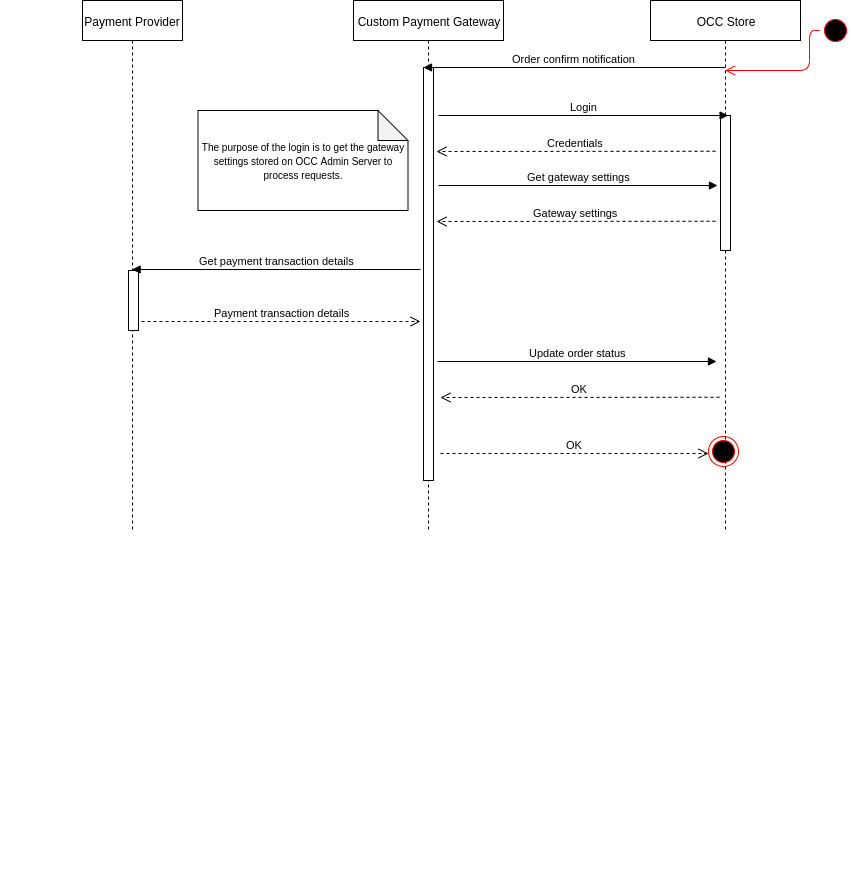 Payment Provider
Custom Payment Gateway
OCC Store
Order confirm notification
Login
The purpose of the login is to get the gateway
settings stored on OCC Admin Server to
process requests.
Credentials
Get gateway settings
Gateway settings
Get payment transaction details
Payment transaction details
Update order status
OK
OK